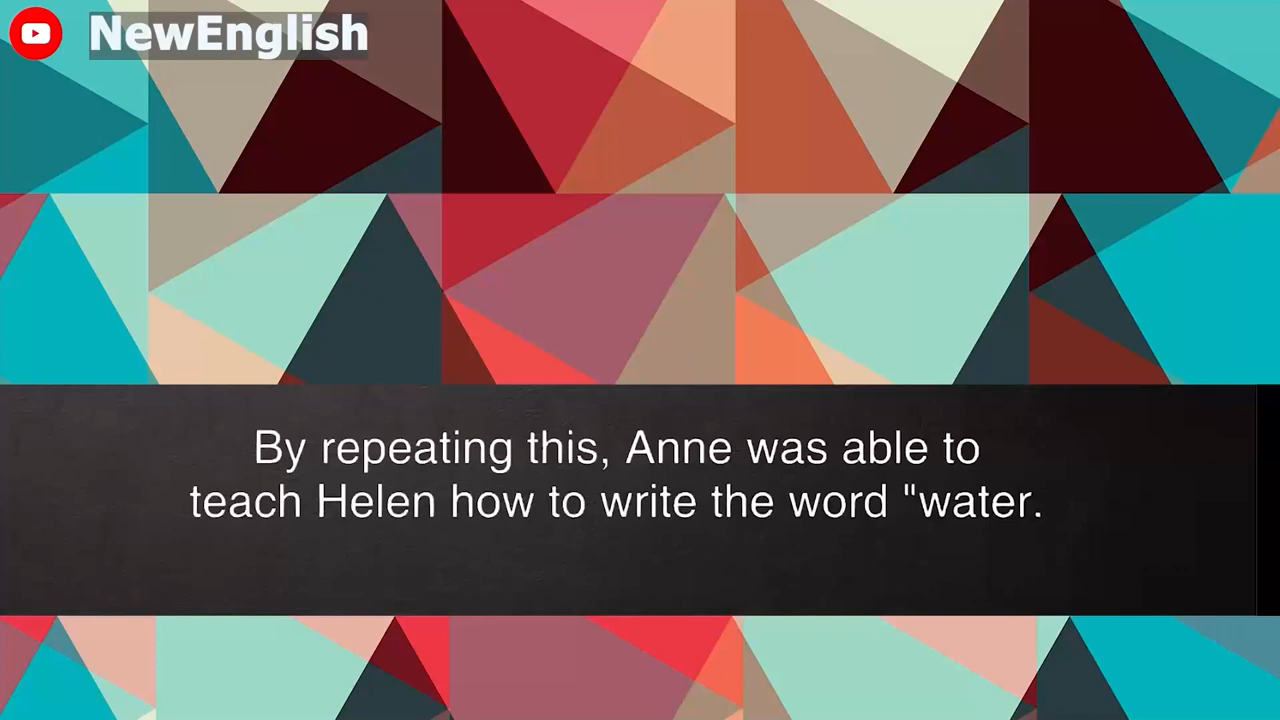 NewEnglish
By repeating this, Anne was able to
teach Helen how to write the word "water.